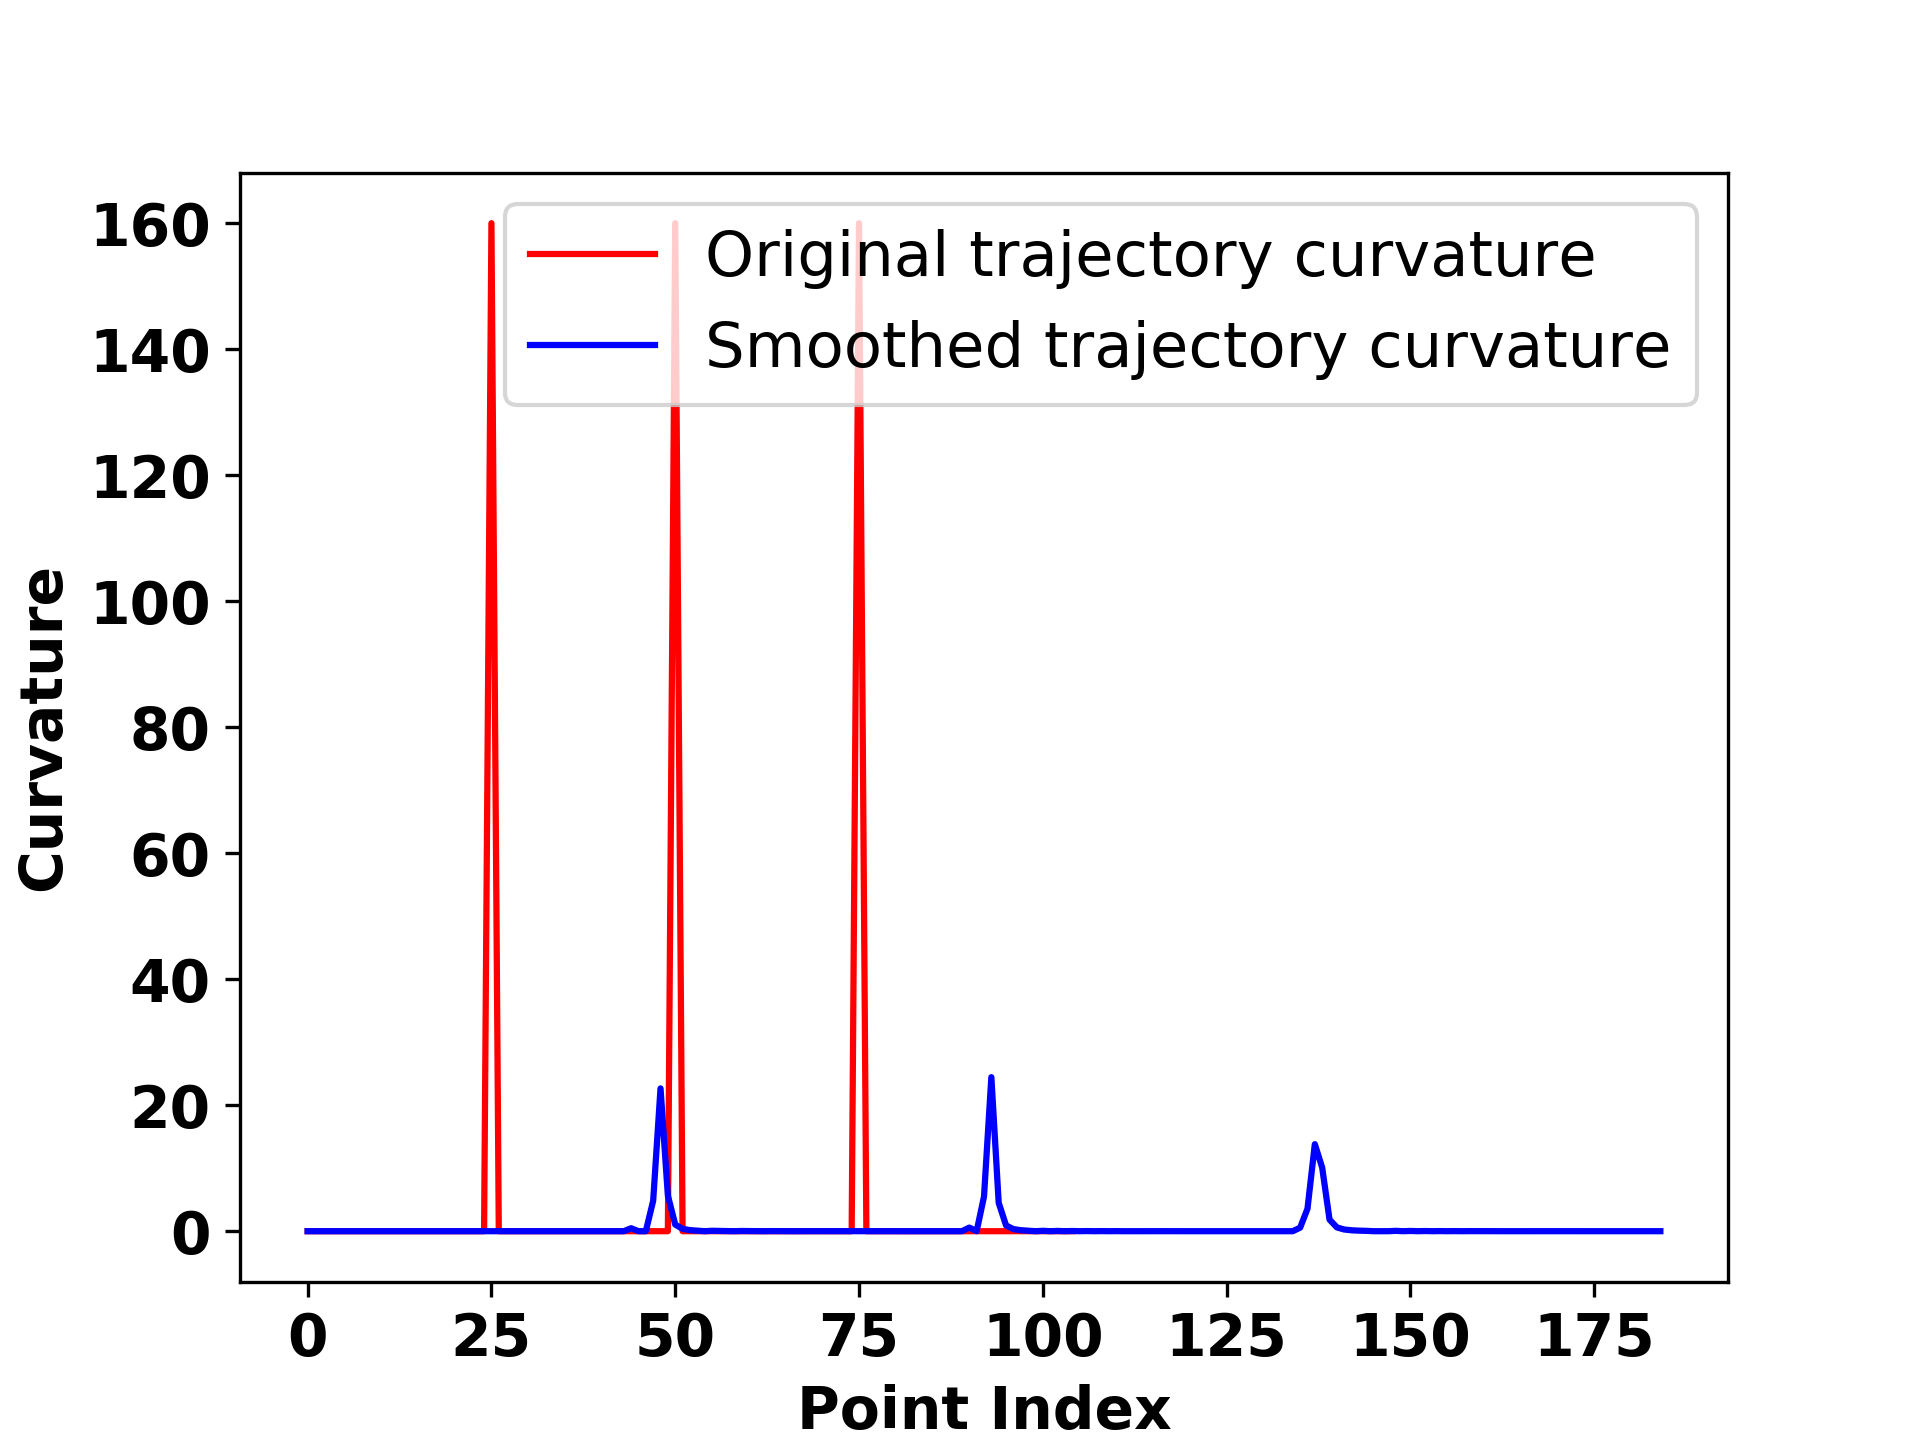 Original trajectory curvature
Smoothed trajectory curvature
160
140
120
100
80
60
40
20
0
Curvature
0 25 50 75 100 125 150 175
Point Index